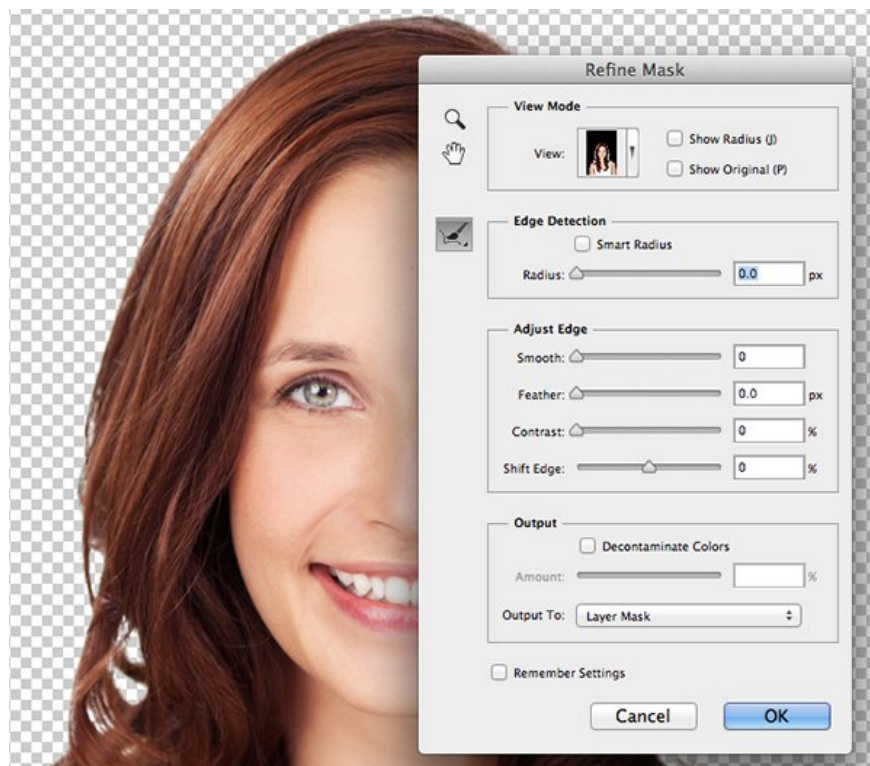 Refine Mask
View Mode
View:
Show Radius (J)
Show Original (P)
Edge Detection
Smart Radius
Radius: 0.0 px
Adjust Edge
Smooth: 0
Feather: 0.0 px
Contrast: 0 %
Shift Edge: 0 %
Output
Decontaminate Colors
Amount: %
Output To: Layer Mask
Remember Settings
Cancel OK